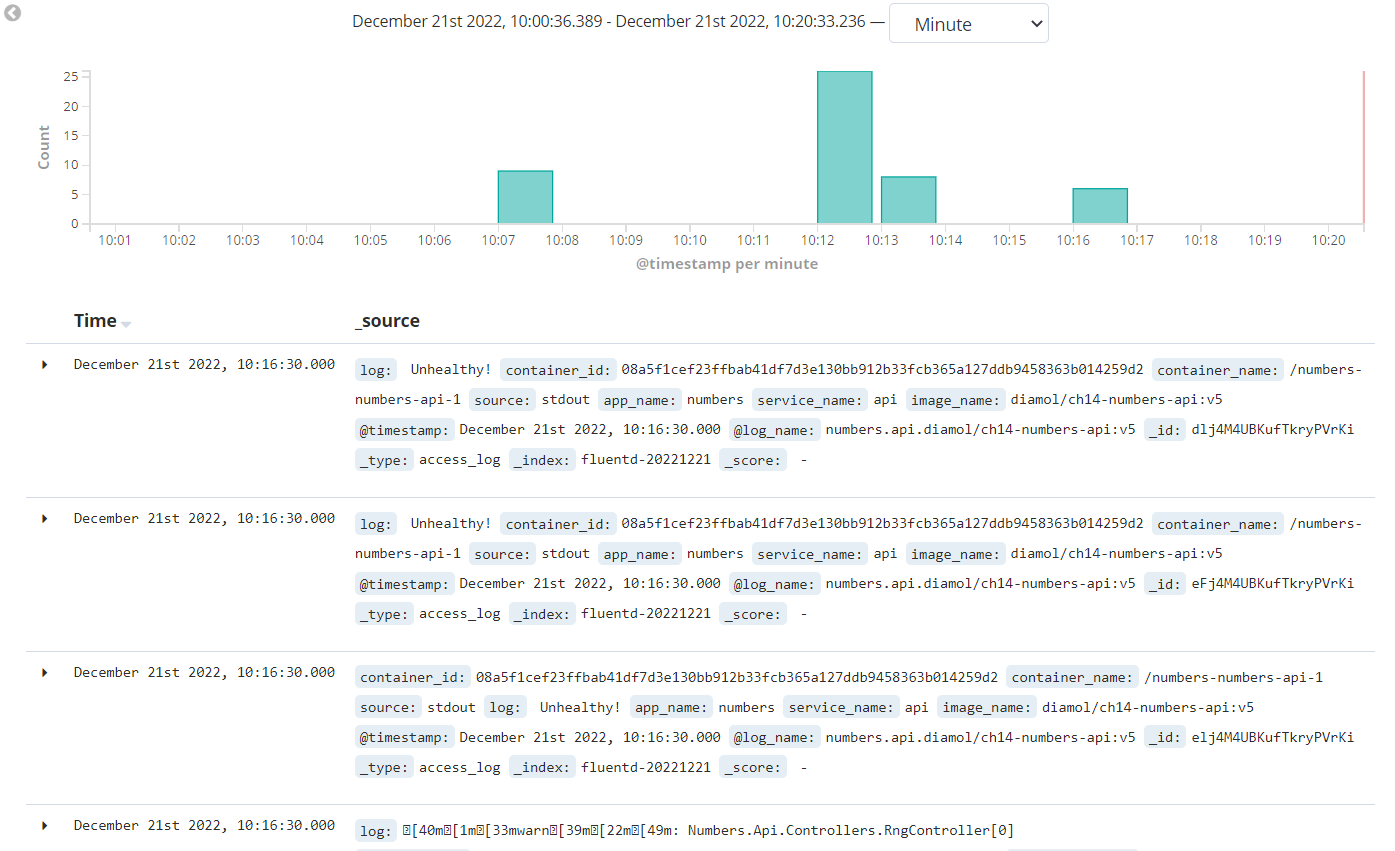 December 21st 2022, 10:00:36.389 - December 21st 2022, 10:20:33.236 — Minute
25
20
15
10
5
0
Count
10:01 10:02 10:03 10:04 10:05 10:06 10:07 10:08 10:09 10:10 10:11 10:12 10:13 10:14 10:15 10:16 10:17 10:18 10:19 10:20
@timestamp per minute
Time _source
December 21st 2022, 10:16:30.000 log: Unhealthy! container_id: 08a5f1cef23ffbab41df7d3e130bb912b33fcb365a127ddb9458363b014259d2 container_name: /numbers-
numbers-api-1 source: stdout app_name: numbers service_name: api image_name: diamol/ch14-numbers-api:v5
@timestamp: December 21st 2022, 10:16:30.000 @log_name: numbers.api.diamol/ch14-numbers-api:v5 _id: dlj4M4UBKufTkryPVrKi
_type: access_log _index: fluentd-20221221 _score: -
December 21st 2022, 10:16:30.000 log: Unhealthy! container_id: 08a5f1cef23ffbab41df7d3e130bb912b33fcb365a127ddb9458363b014259d2 container_name: /numbers-
numbers-api-1 source: stdout app_name: numbers service_name: api image_name: diamol/ch14-numbers-api:v5
@timestamp: December 21st 2022, 10:16:30.000 @log_name: numbers.api.diamol/ch14-numbers-api:v5 _id: eFj4M4UBKufTkryPVrKi
_type: access_log _index: fluentd-20221221 _score: -
December 21st 2022, 10:16:30.000 container_id: 08a5f1cef23ffbab41df7d3e130bb912b33fcb365a127ddb9458363b014259d2 container_name: /numbers-numbers-api-1
source: stdout log: Unhealthy! app_name: numbers service_name: api image_name: diamol/ch14-numbers-api:v5
@timestamp: December 21st 2022, 10:16:30.000 @log_name: numbers.api.diamol/ch14-numbers-api:v5 _id: elj4M4UBKufTkryPVrKi
_type: access_log _index: fluentd-20221221 _score: -
December 21st 2022, 10:16:30.000 log: [40m[1m[33mwarn[39m[22m[49m: Numbers.Api.Controllers.RngController[0]